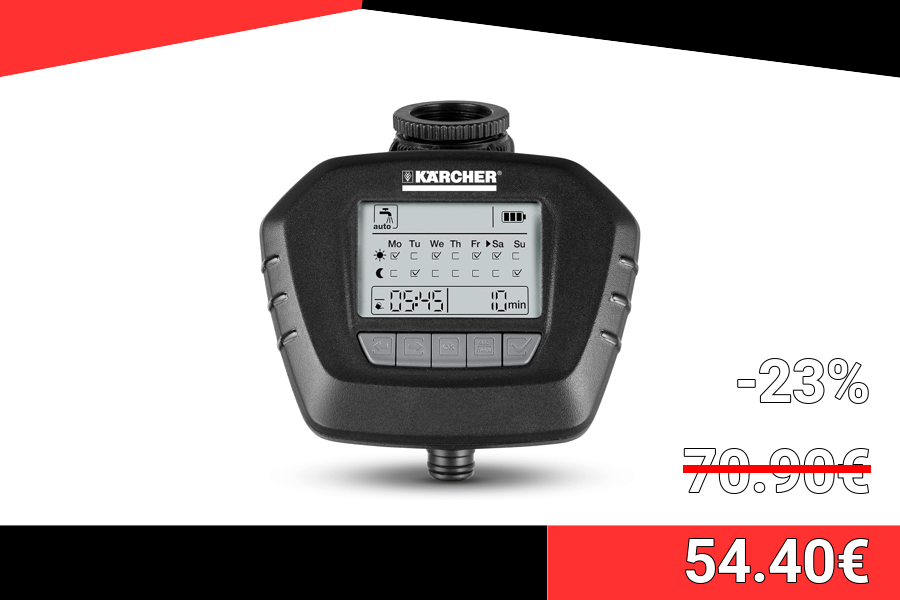 KÄRCHER®
auto
Mo Tu We Th Fr Sa Su
05:45 10 min
-23%
70.90€
54.40€